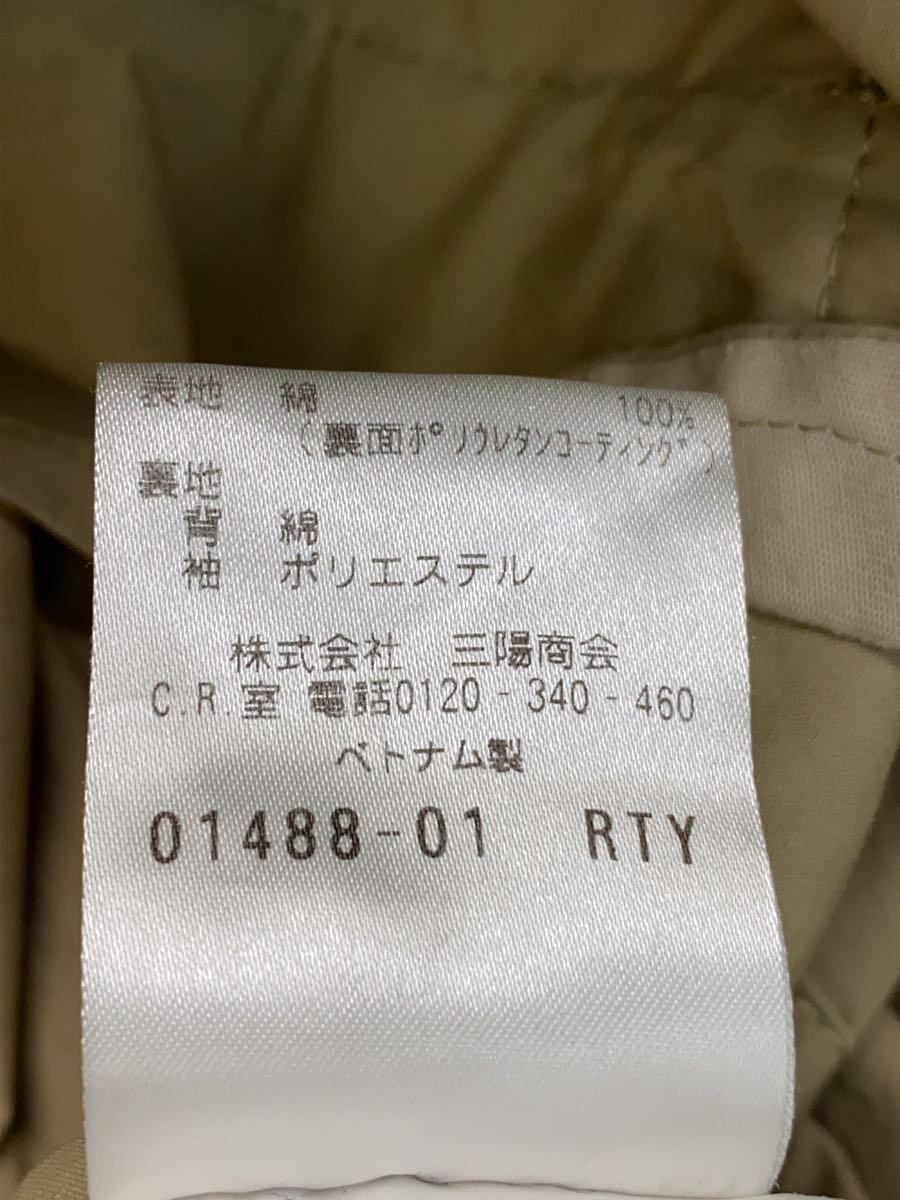 表地 綿 100%
(裏面ポリウレタンコーティング)
裏地
背 綿
袖 ポリエステル
株式会社 三陽商会
C.R.室 電話0120-340-460
ベトナム製
01488-01 RTY